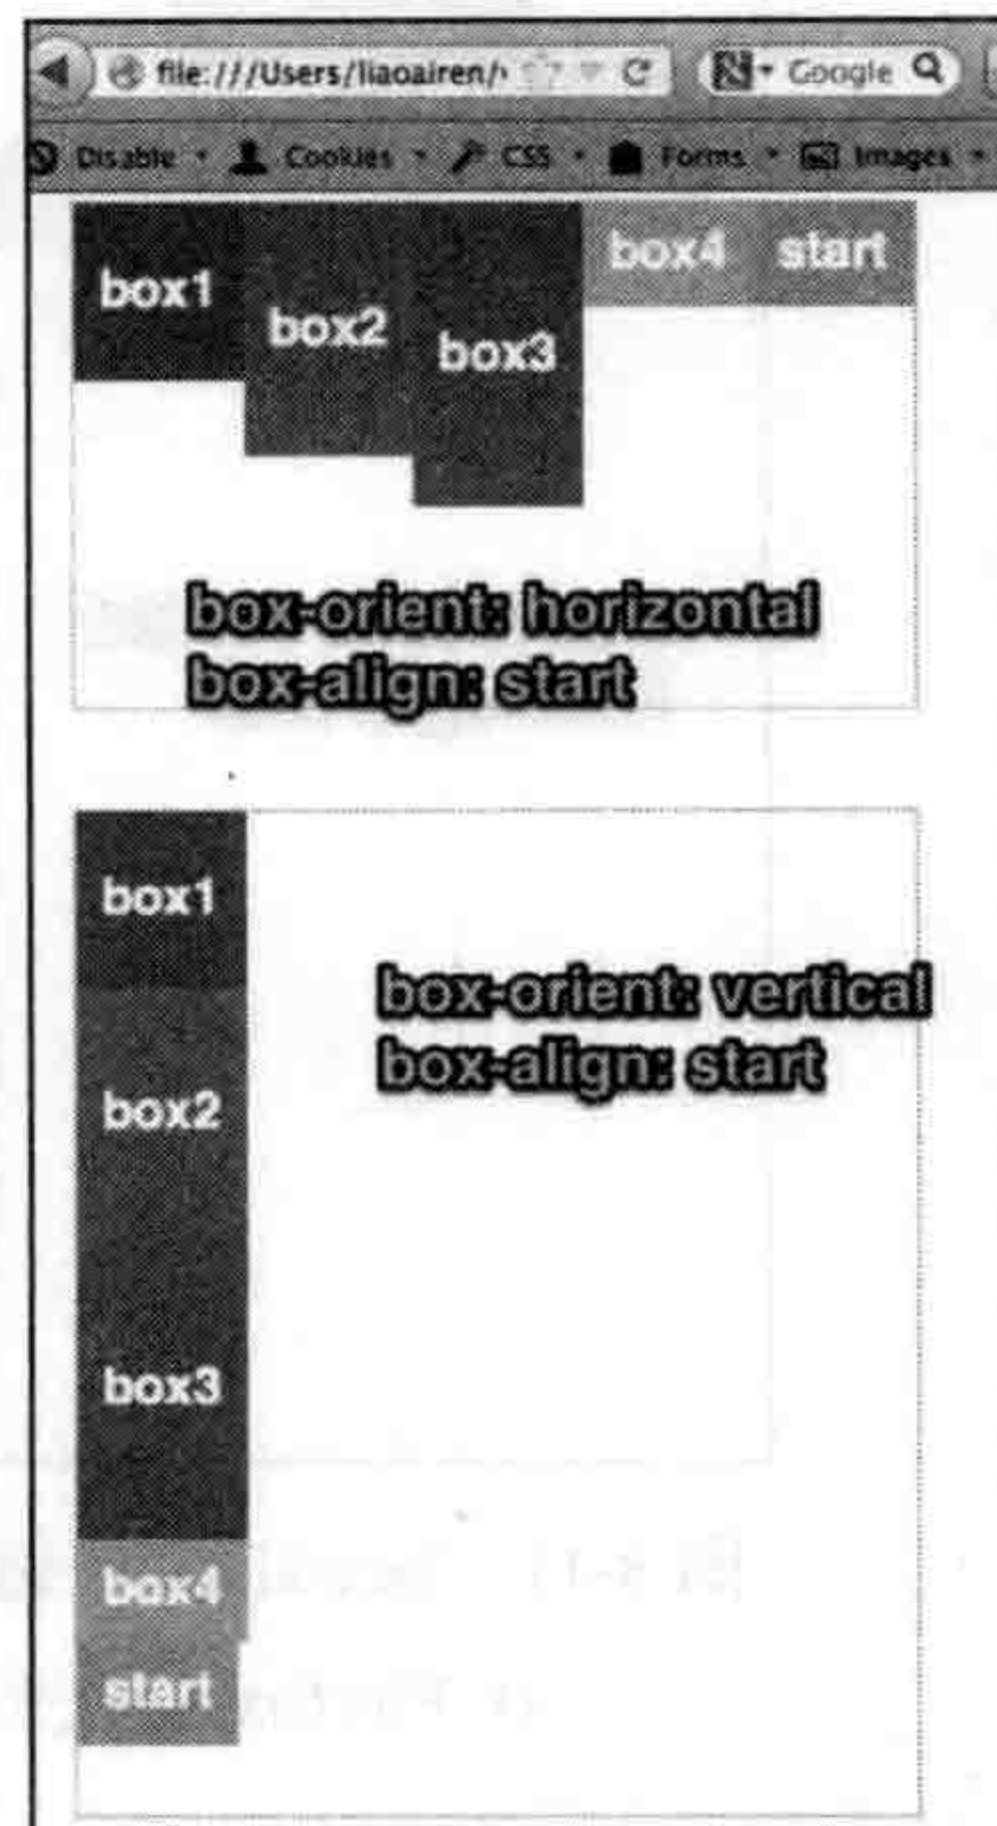 file:///Users/liaoairen/
Google
Disable
Cookies
CSS
Forms
Images
box1
box2
box3
box4
start
box-orient: horizontal
box-align: start
box1
box2
box3
box4
start
box-orient: vertical
box-align: start